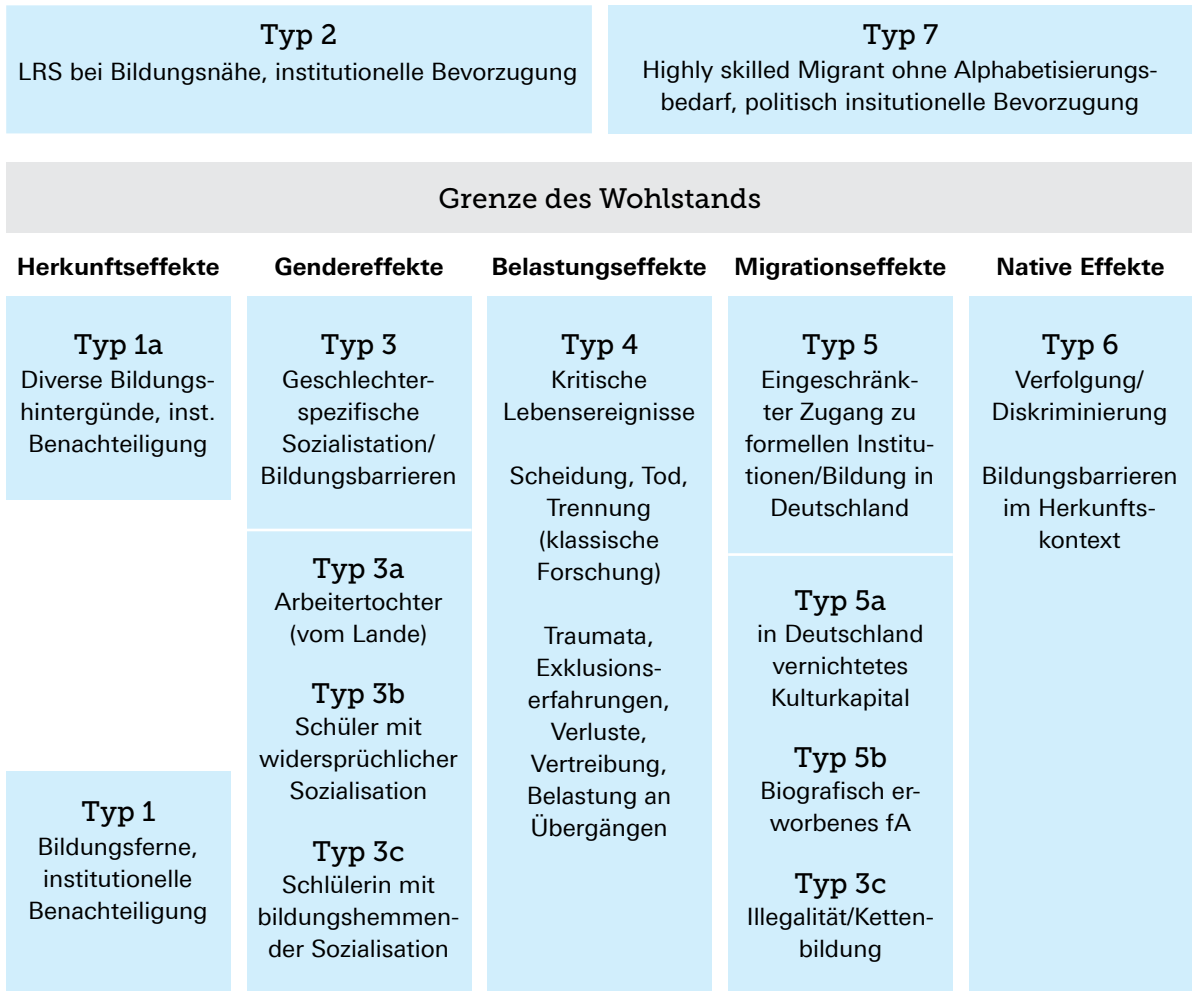 Typ 2
LRS bei Bildungsnähe, institutionelle Bevorzugung
Typ 7
Highly skilled Migrant ohne Alphabetisierungs-
bedarf, politisch insitutionelle Bevorzugung
Grenze des Wohlstands
Herkunftseffekte
Typ 1a
Diverse Bildungs-
hintergünde, inst.
Benachteiligung
Typ 1
Bildungsferne,
institutionelle
Benachteiligung
Gendereffekte
Typ 3
Geschlechter-
spezifische
Sozialistation/
Bildungsbarrieren
Typ 3a
Arbeitertochter
(vom Lande)
Typ 3b
Schüler mit
widersprüchlicher
Sozialisation
Typ 3c
Schlülerin mit
bildungshemmen-
der Sozialisation
Belastungseffekte
Typ 4
Kritische
Lebensereignisse
Scheidung, Tod,
Trennung
(klassische
Forschung)
Traumata,
Exklusions-
erfahrungen,
Verluste,
Vertreibung,
Belastung an
Übergängen
Migrationseffekte
Typ 5
Eingeschränk-
ter Zugang zu
formellen Institu-
tionen/Bildung in
Deutschland
Typ 5a
in Deutschland
vernichtetes
Kulturkapital
Typ 5b
Biografisch er-
worbenes fA
Typ 3c
Illegalität/Ketten-
bildung
Native Effekte
Typ 6
Verfolgung/
Diskriminierung
Bildungsbarrieren
im Herkunfts-
kontext